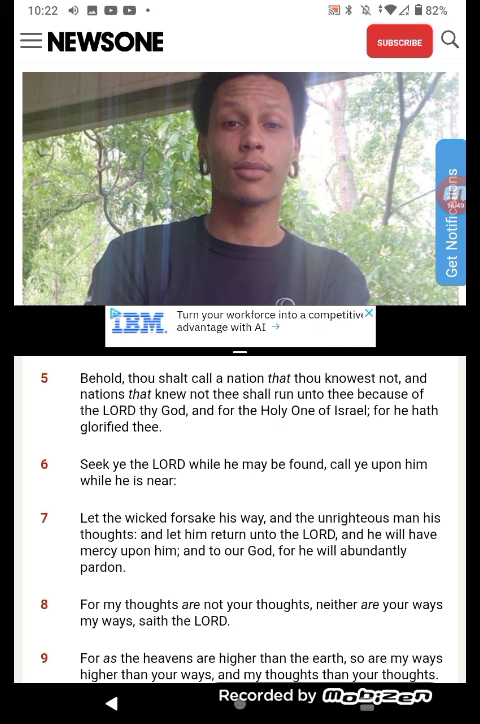 10:22
82%
NEWSONE
SUBSCRIBE
Get Notifications
IBM.
Turn your workforce into a competitive
advantage with AI →
5 Behold, thou shalt call a nation that thou knowest not, and
nations that knew not thee shall run unto thee because of
the LORD thy God, and for the Holy One of Israel; for he hath
glorified thee.
6 Seek ye the LORD while he may be found, call ye upon him
while he is near:
7 Let the wicked forsake his way, and the unrighteous man his
thoughts: and let him return unto the LORD, and he will have
mercy upon him; and to our God, for he will abundantly
pardon.
8 For my thoughts are not your thoughts, neither are your ways
my ways, saith the LORD.
9 For as the heavens are higher than the earth, so are my ways
higher than your ways, and my thoughts than your thoughts.
Recorded by Mobizen